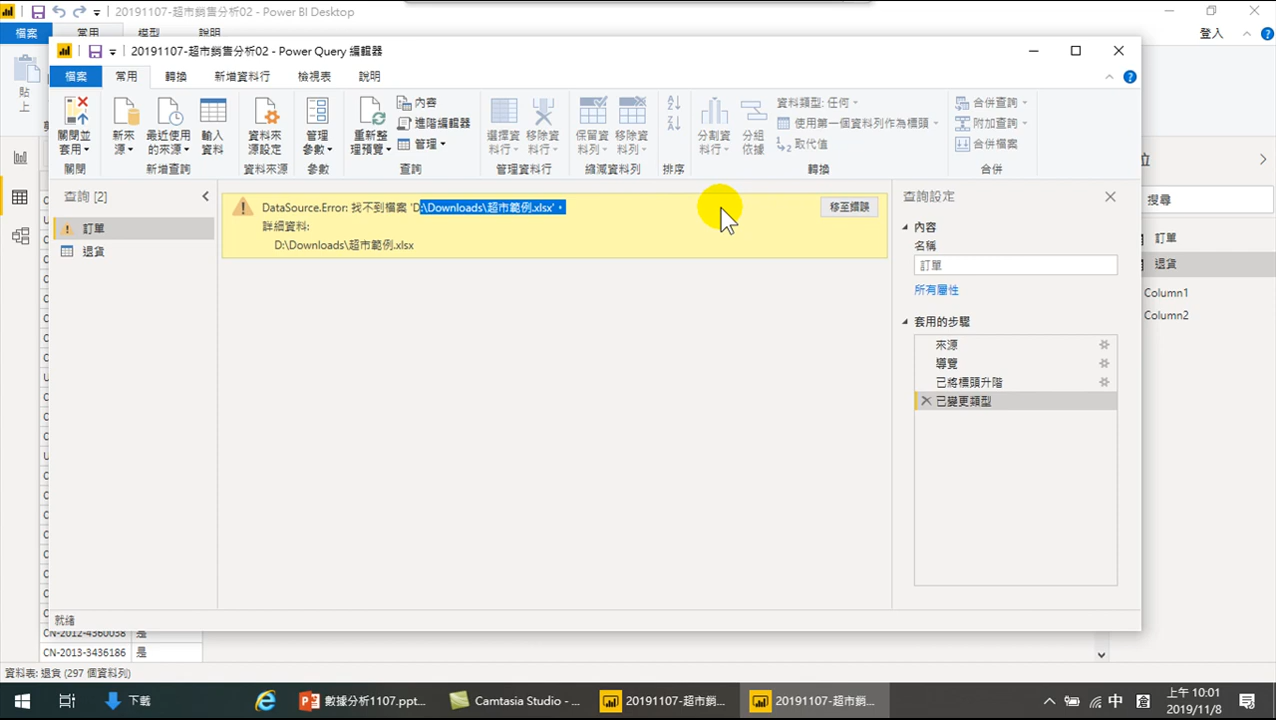 20191107-超市銷售分析02 - Power BI Desktop
檔案
常用
模型
說明
登入
貼
上
20191107-超市銷售分析02 - Power Query 編輯器
檔案
常用
轉換
新增資料行
檢視表
說明
關閉並
套用
關閉
新來
源
最近使用
的來源
輸入
資料
新增查詢
資料來
源設定
資料來源
管理
參數
參數
重新整
理預覽
內容
進階編輯器
管理
查詢
選擇資
料行
移除資
料行
管理資料行
保留資
料列
移除資
料列
縮減資料列
排序
分割資
料行
分組
依據
資料類型: 任何
使用第一個資料列作為標頭
取代值
轉換
合併查詢
附加查詢
合併檔案
合併
查詢 [2]
訂單
退貨
DataSource.Error: 找不到檔案 'D:\Downloads\超市範例.xlsx'。
詳細資料:
D:\Downloads\超市範例.xlsx
移至錯誤
查詢設定
內容
名稱
訂單
所有屬性
套用的步驟
來源
導覽
已將標頭升階
已變更類型
就緒
搜尋
訂單
退貨
Column1
Column2
CN-2012-4360038 是
CN-2013-3436186 是
資料表: 退貨 (297 個資料列)
下載
數據分析1107.ppt...
Camtasia Studio - ...
20191107-超市銷...
20191107-超市銷...
中
上午 10:01
2019/11/8